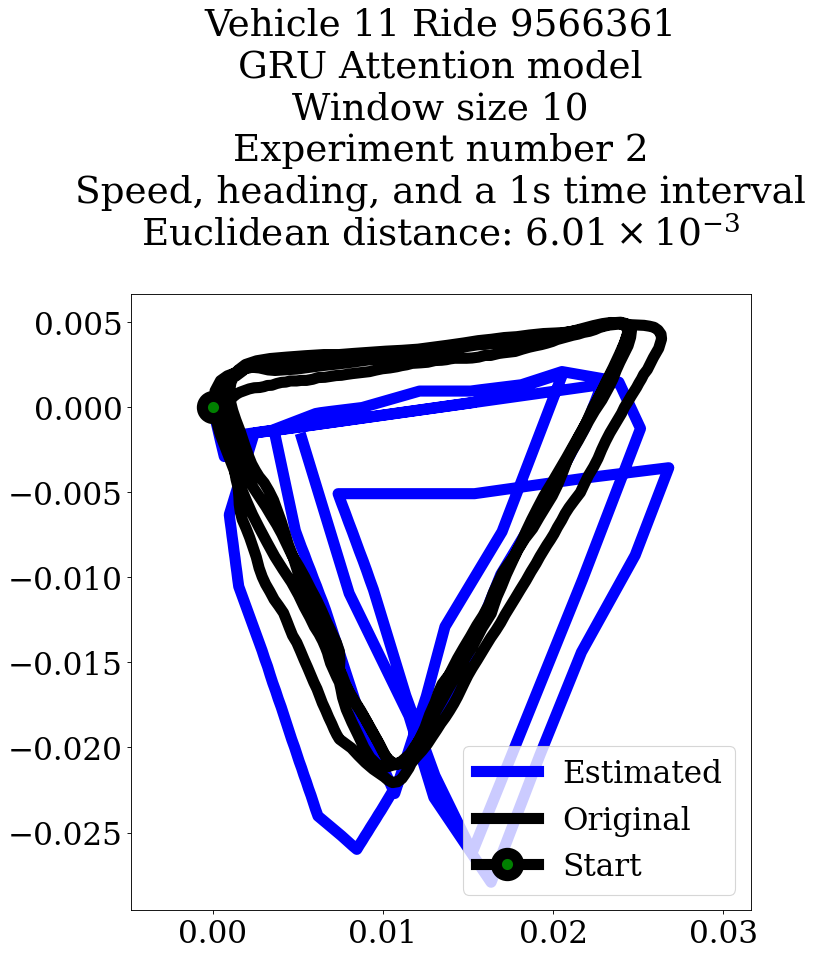 Vehicle 11 Ride 9566361
GRU Attention model
Window size 10
Experiment number 2
Speed, heading, and a 1s time interval
Euclidean distance: 6.01 × 10⁻³
0.005
0.000
−0.005
−0.010
−0.015
−0.020
−0.025
Estimated
Original
Start
0.00 0.01 0.02 0.03